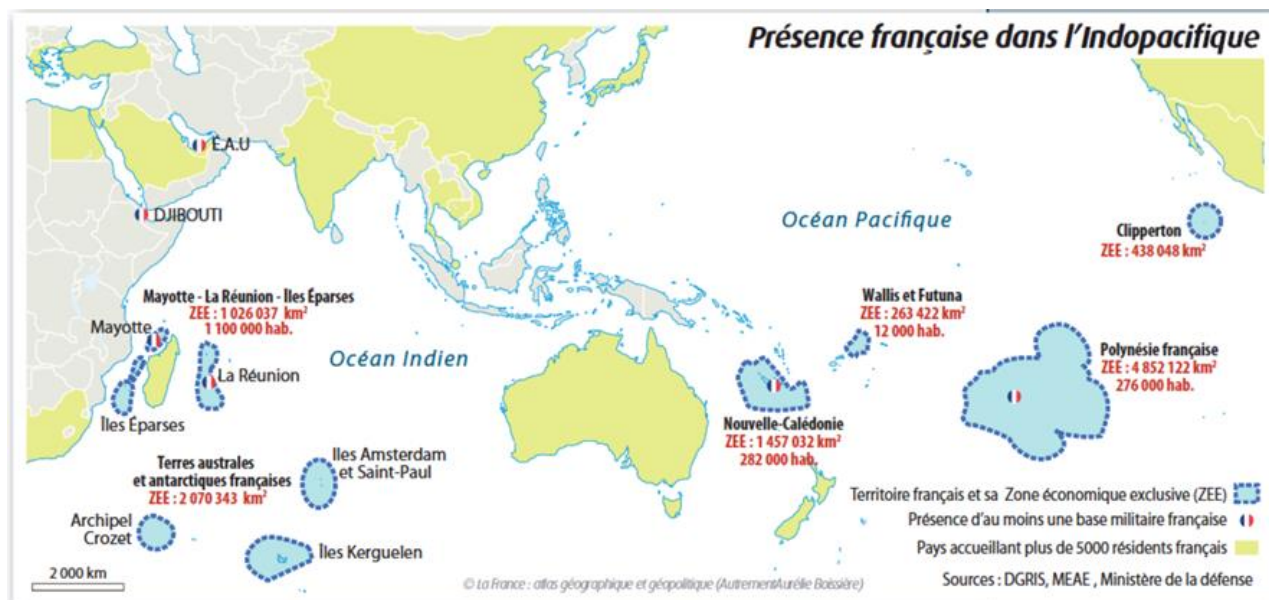 Présence française dans l'Indopacifique
É.A.U
DJIBOUTI
Océan Pacifique
Clipperton
ZEE : 438 048 km²
Mayotte - La Réunion - Îles Éparses
ZEE : 1 026 037 km²
1 100 000 hab.
Wallis et Futuna
ZEE : 263 422 km²
12 000 hab.
Mayotte
Océan Indien
Polynésie française
ZEE : 4 852 122 km²
276 000 hab.
La Réunion
Îles Éparses
Nouvelle-Calédonie
ZEE : 1 457 032 km²
282 000 hab.
Terres australes
et antarctiques françaises
ZEE : 2 070 343 km²
Iles Amsterdam
et Saint-Paul
Archipel
Crozet
Îles Kerguelen
Territoire français et sa Zone économique exclusive (ZEE)
Présence d'au moins une base militaire française
Pays accueillant plus de 5000 résidents français
Sources : DGRIS, MEAE , Ministère de la défense
2 000 km
© La France : atlas géographique et géopolitique (AutrementAurélie Boissière)